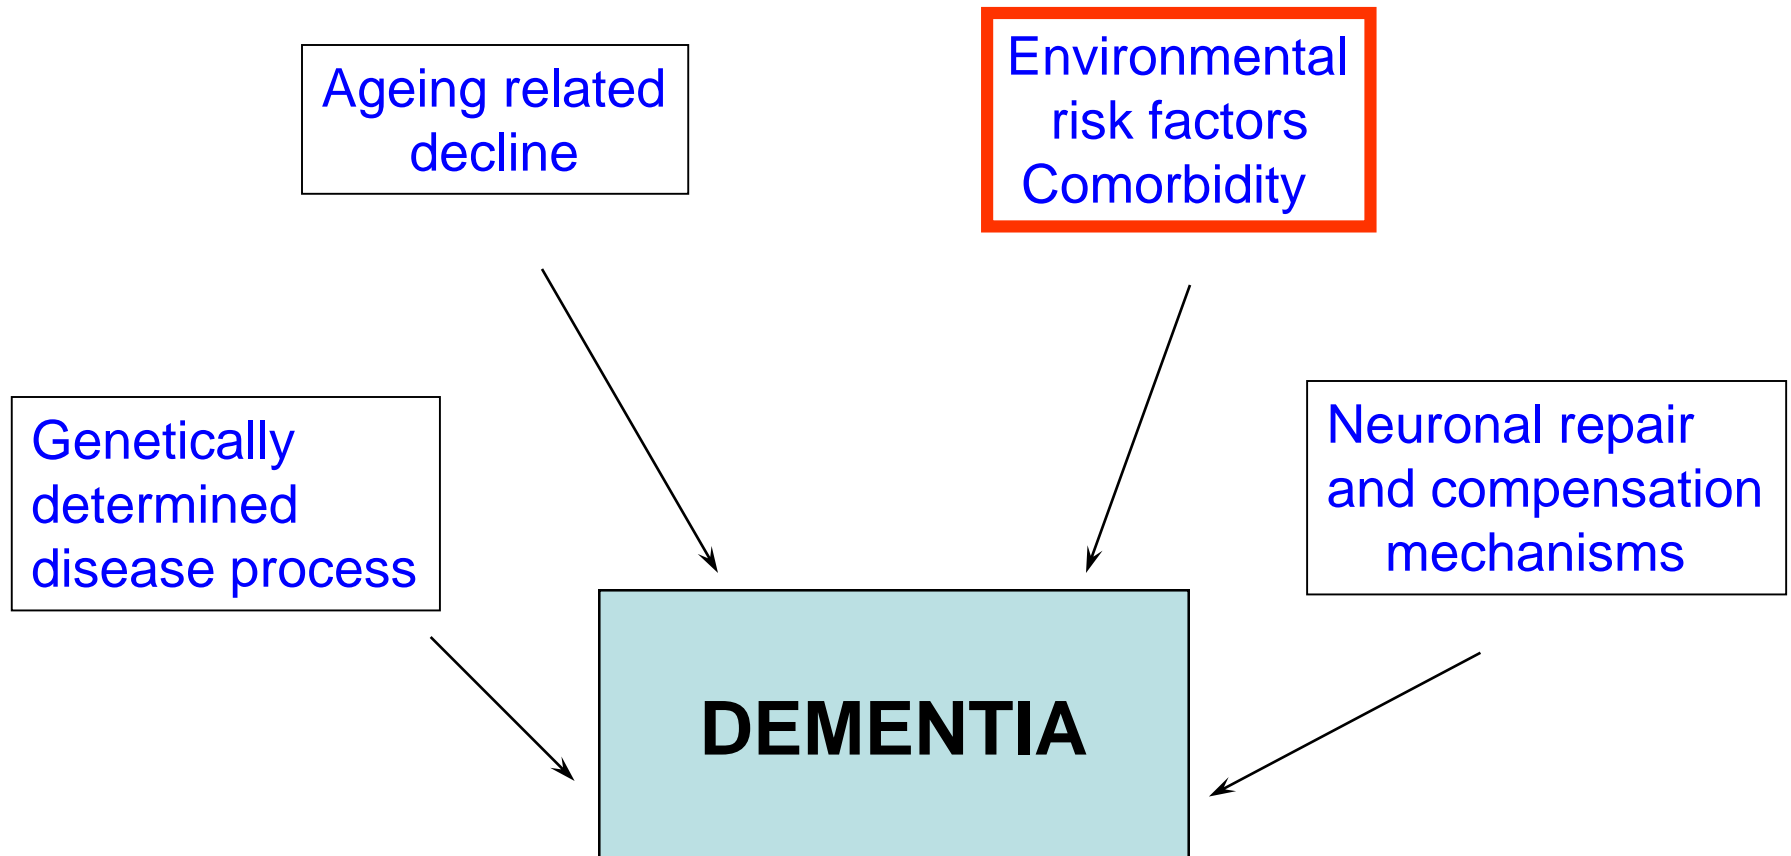 Ageing related
decline
Environmental
risk factors
Comorbidity
Genetically
determined
disease process
Neuronal repair
and compensation
mechanisms
DEMENTIA